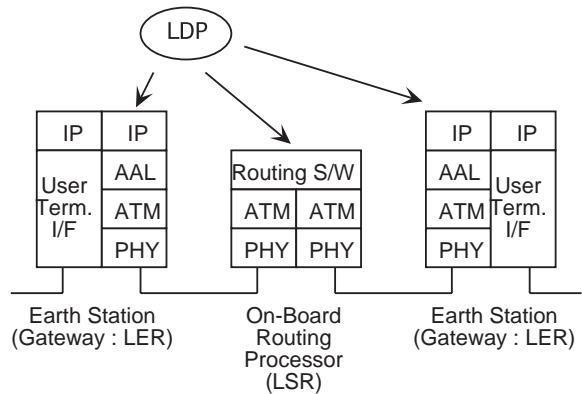 LDP
IP IP IP IP
AAL Routing S/W AAL
User Term. I/F ATM ATM ATM ATM User Term. I/F
PHY PHY PHY PHY
Earth Station On-Board Earth Station
(Gateway : LER) Routing (Gateway : LER)
Processor
(LSR)